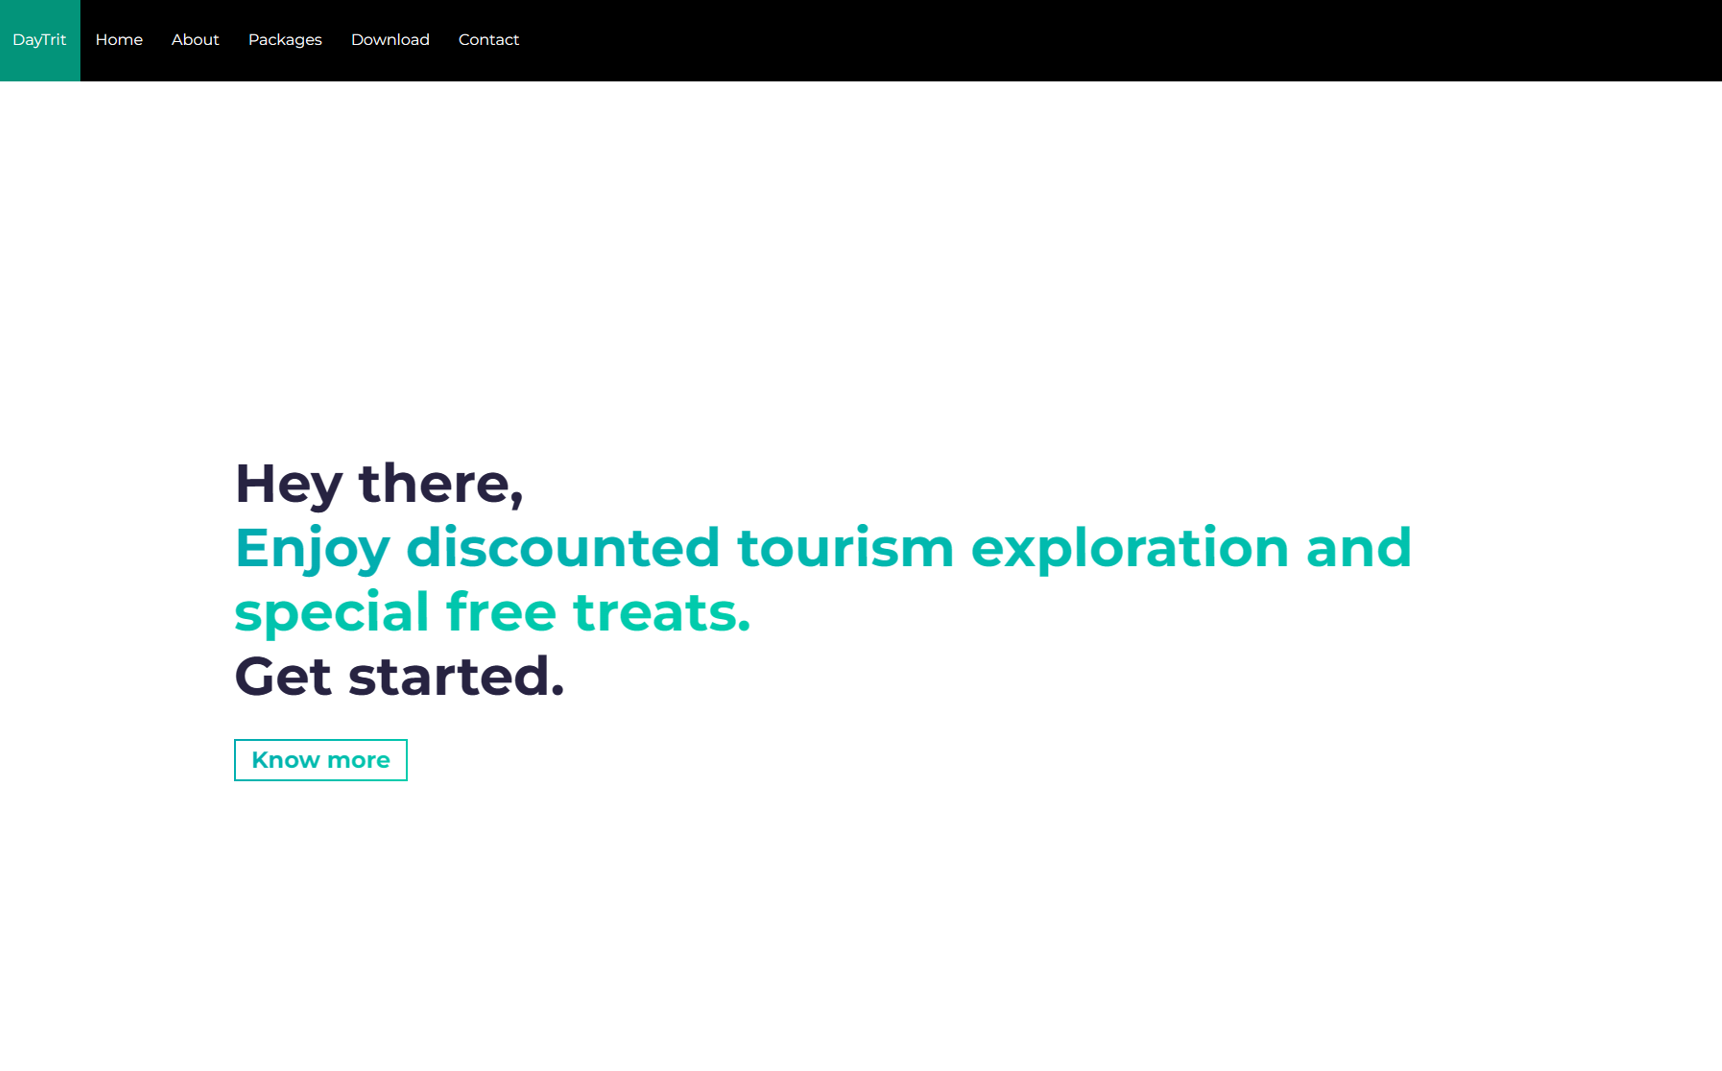 DayTrit Home About Packages Download Contact
Hey there,
Enjoy discounted tourism exploration and
special free treats.
Get started.
Know more